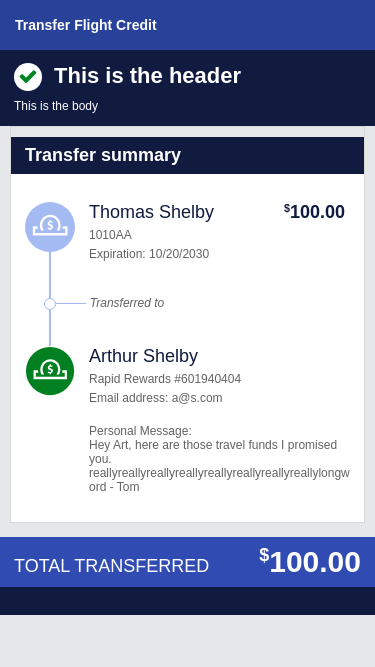 Transfer Flight Credit
This is the header
This is the body
Transfer summary
Thomas Shelby $100.00
1010AA
Expiration: 10/20/2030
Transferred to
Arthur Shelby
Rapid Rewards #601940404
Email address: a@s.com
Personal Message:
Hey Art, here are those travel funds I promised
you.
reallyreallyreallyreallyreallyreallyreallyreallylongw
ord - Tom
TOTAL TRANSFERRED $100.00